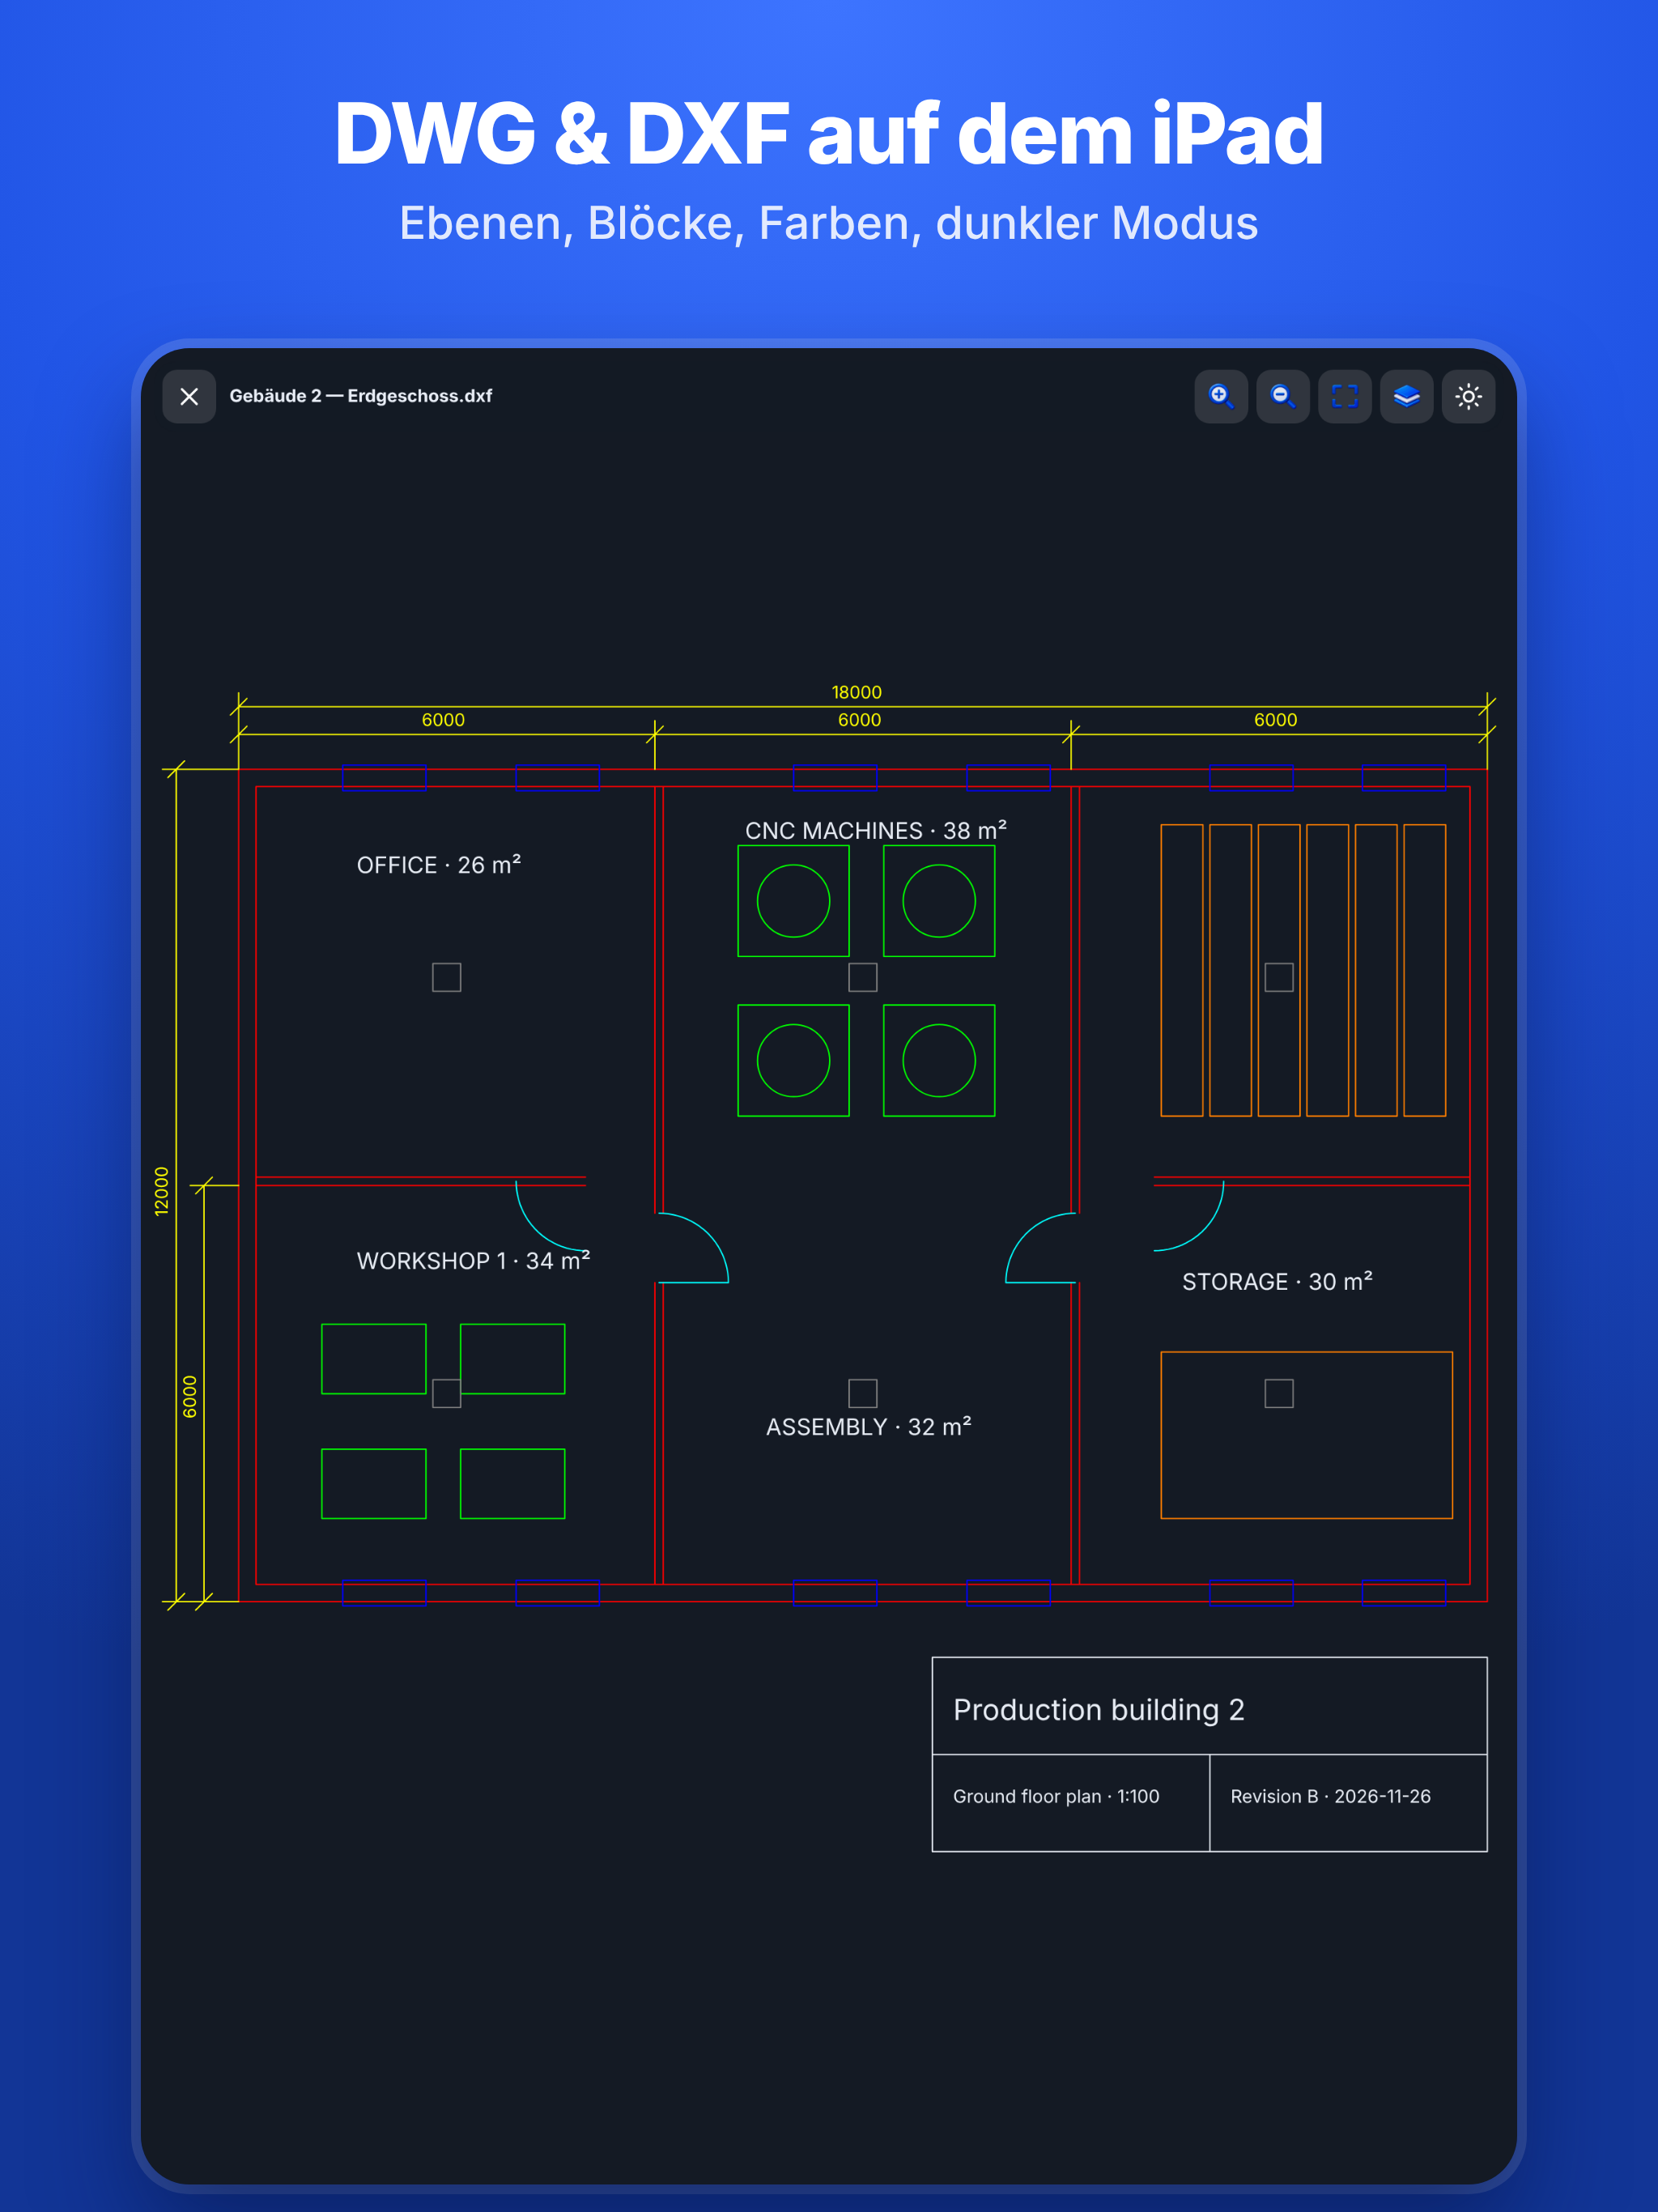 DWG & DXF auf dem iPad
Ebenen, Blöcke, Farben, dunkler Modus
Gebäude 2 — Erdgeschoss.dxf
18000
6000
6000
6000
CNC MACHINES · 38 m²
OFFICE · 26 m²
12000
WORKSHOP 1 · 34 m²
STORAGE · 30 m²
6000
ASSEMBLY · 32 m²
Production building 2
Ground floor plan · 1:100
Revision B · 2026-11-26